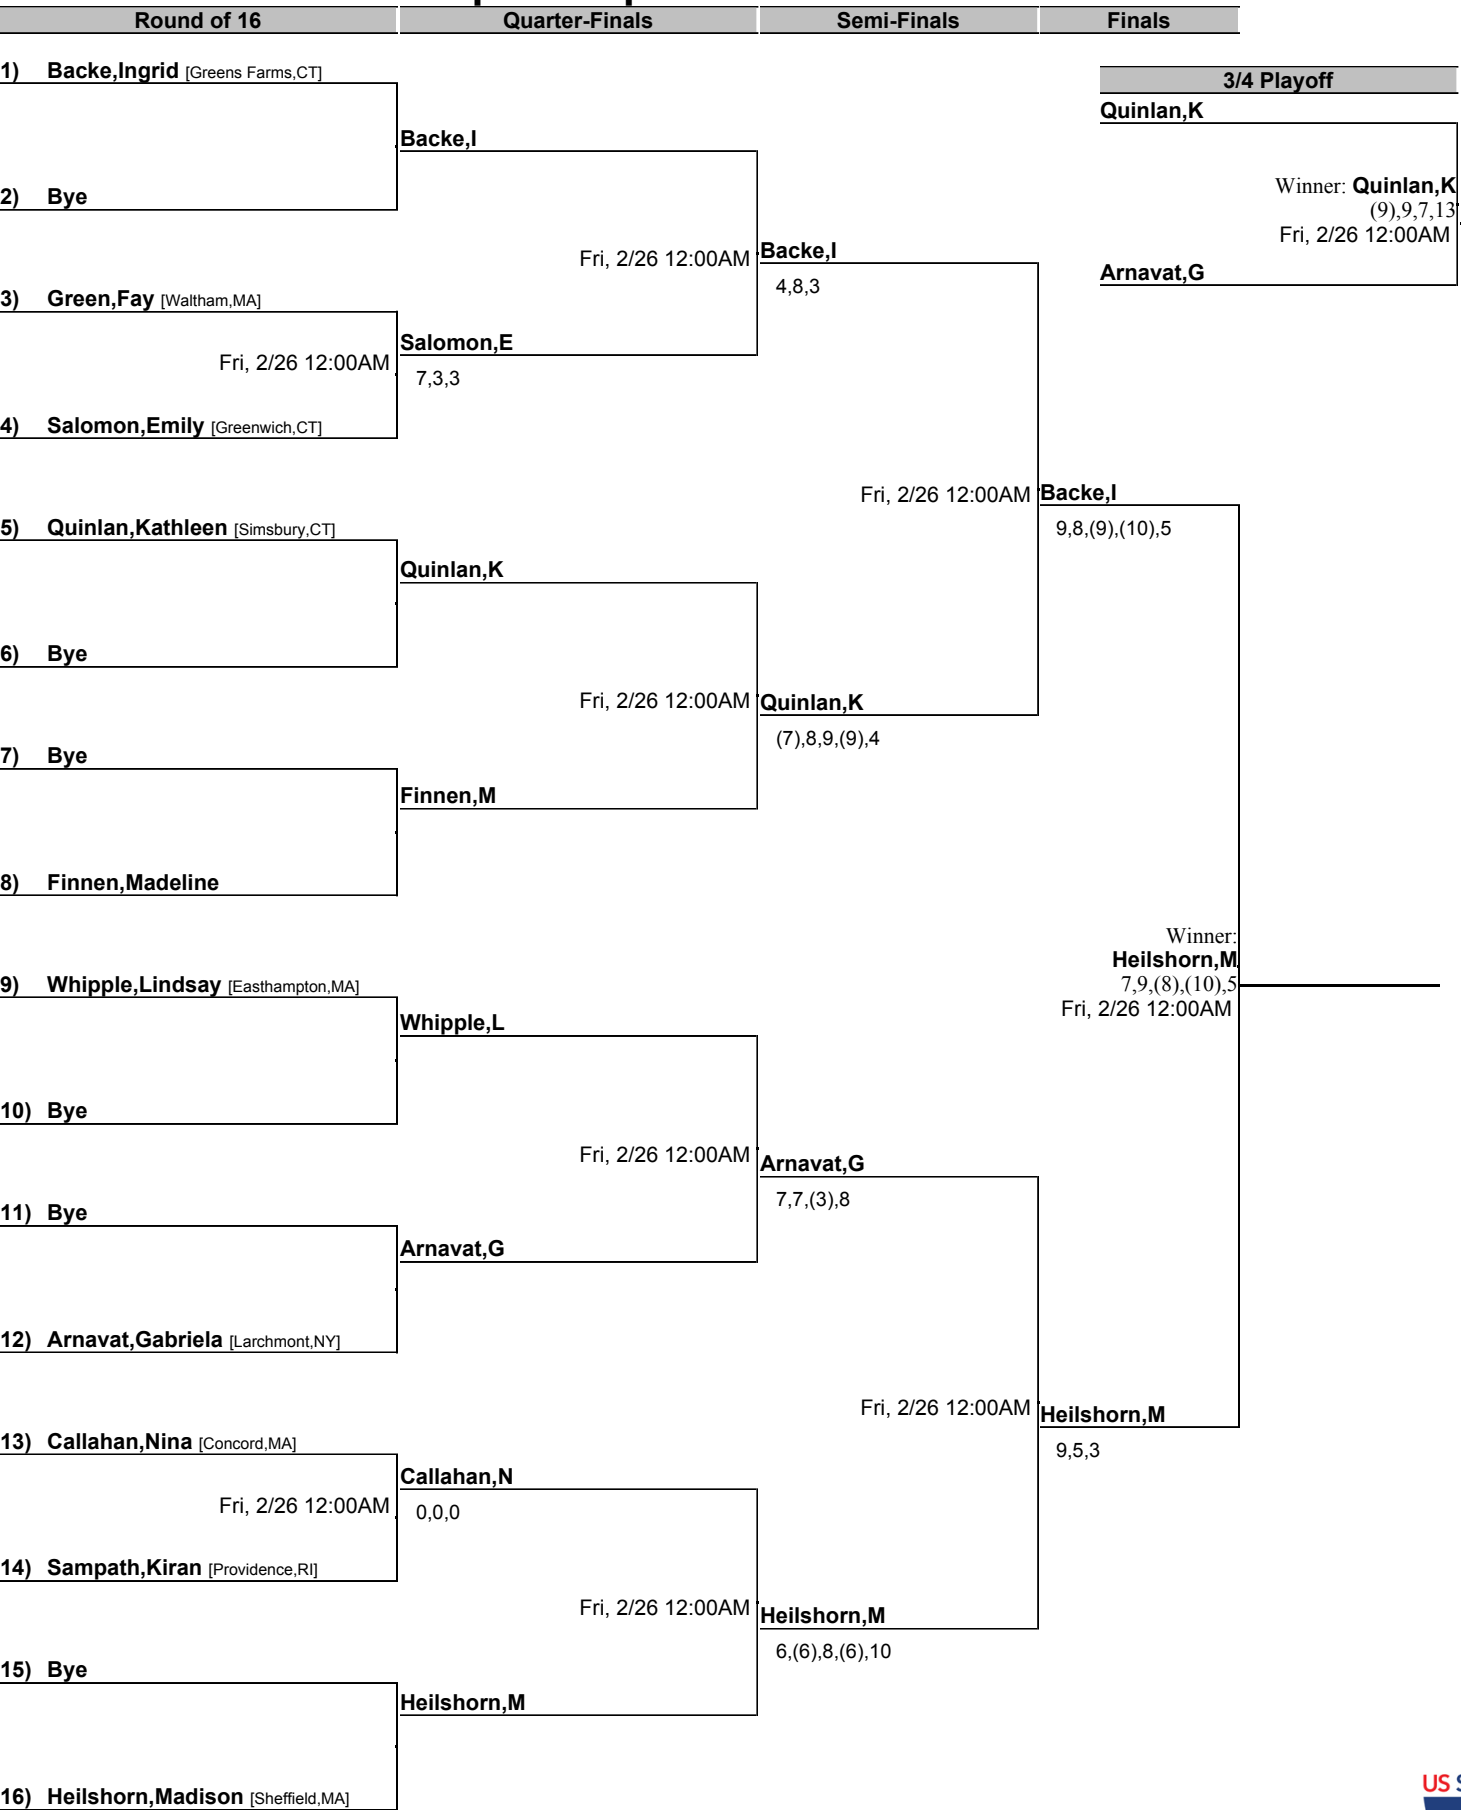 Round of 16
Quarter-Finals
Semi-Finals
Finals
1) Backe,Ingrid [Greens Farms,CT]
3/4 Playoff
Quinlan,K
Backe,I
2) Bye
Winner: Quinlan,K
(9),9,7,13
Fri, 2/26 12:00AM
Fri, 2/26 12:00AM
Backe,I
4,8,3
Arnavat,G
3) Green,Fay [Waltham,MA]
Salomon,E
Fri, 2/26 12:00AM
7,3,3
4) Salomon,Emily [Greenwich,CT]
Fri, 2/26 12:00AM
Backe,I
9,8,(9),(10),5
5) Quinlan,Kathleen [Simsbury,CT]
Quinlan,K
6) Bye
Fri, 2/26 12:00AM
Quinlan,K
(7),8,9,(9),4
7) Bye
Finnen,M
8) Finnen,Madeline
Winner:
Heilshorn,M
7,9,(8),(10),5
Fri, 2/26 12:00AM
9) Whipple,Lindsay [Easthampton,MA]
Whipple,L
10) Bye
Fri, 2/26 12:00AM
Arnavat,G
7,7,(3),8
11) Bye
Arnavat,G
12) Arnavat,Gabriela [Larchmont,NY]
Fri, 2/26 12:00AM
Heilshorn,M
9,5,3
13) Callahan,Nina [Concord,MA]
Callahan,N
Fri, 2/26 12:00AM
0,0,0
14) Sampath,Kiran [Providence,RI]
Fri, 2/26 12:00AM
Heilshorn,M
6,(6),8,(6),10
15) Bye
Heilshorn,M
16) Heilshorn,Madison [Sheffield,MA]
US